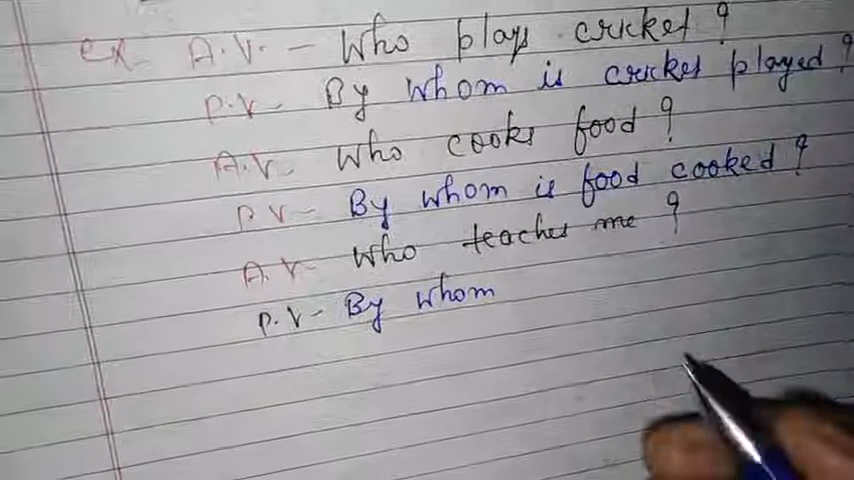 ex- A.V. - Who plays cricket ?
P.V- By whom is cricket played ?
A.V- Who cooks food ?
P.V- By whom is food cooked ?
A.V- Who teaches me ?
P.V- By whom